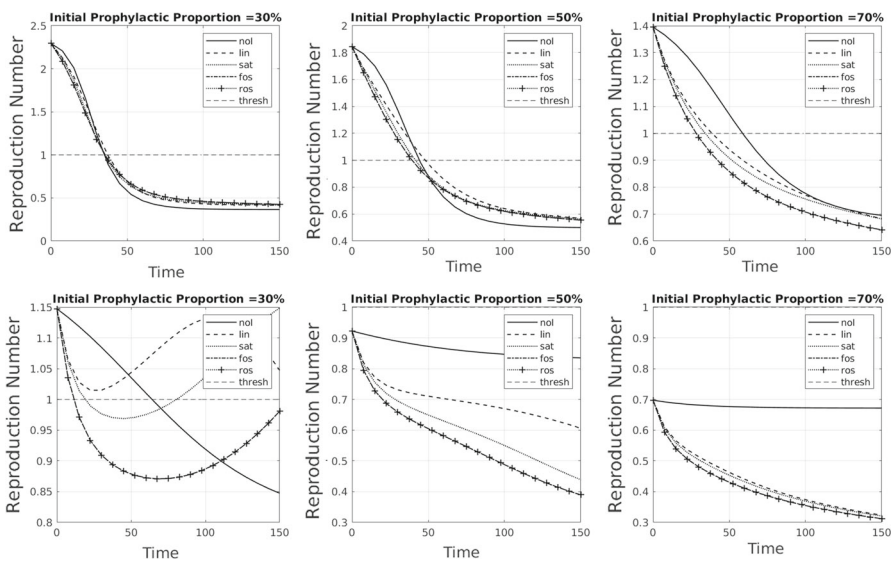 Initial Prophylactic Proportion =30%
Reproduction Number
2.5
2
1.5
1
0.5
0
0
50
100
150
Time
nol
lin
sat
fos
ros
thresh
Initial Prophylactic Proportion =50%
Reproduction Number
2
1.8
1.6
1.4
1.2
1
0.8
0.6
0.4
0
50
100
150
Time
nol
lin
sat
fos
ros
thresh
Initial Prophylactic Proportion =70%
Reproduction Number
1.4
1.3
1.2
1.1
1
0.9
0.8
0.7
0.6
0
50
100
150
Time
nol
lin
sat
fos
ros
thresh
Initial Prophylactic Proportion =30%
Reproduction Number
1.15
1.1
1.05
1
0.95
0.9
0.85
0.8
0
50
100
150
Time
nol
lin
sat
fos
ros
thresh
Initial Prophylactic Proportion =50%
Reproduction Number
1
0.9
0.8
0.7
0.6
0.5
0.4
0.3
0
50
100
150
Time
nol
lin
sat
fos
ros
thresh
Initial Prophylactic Proportion =70%
Reproduction Number
1
0.9
0.8
0.7
0.6
0.5
0.4
0.3
0
50
100
150
Time
nol
lin
sat
fos
ros
thresh